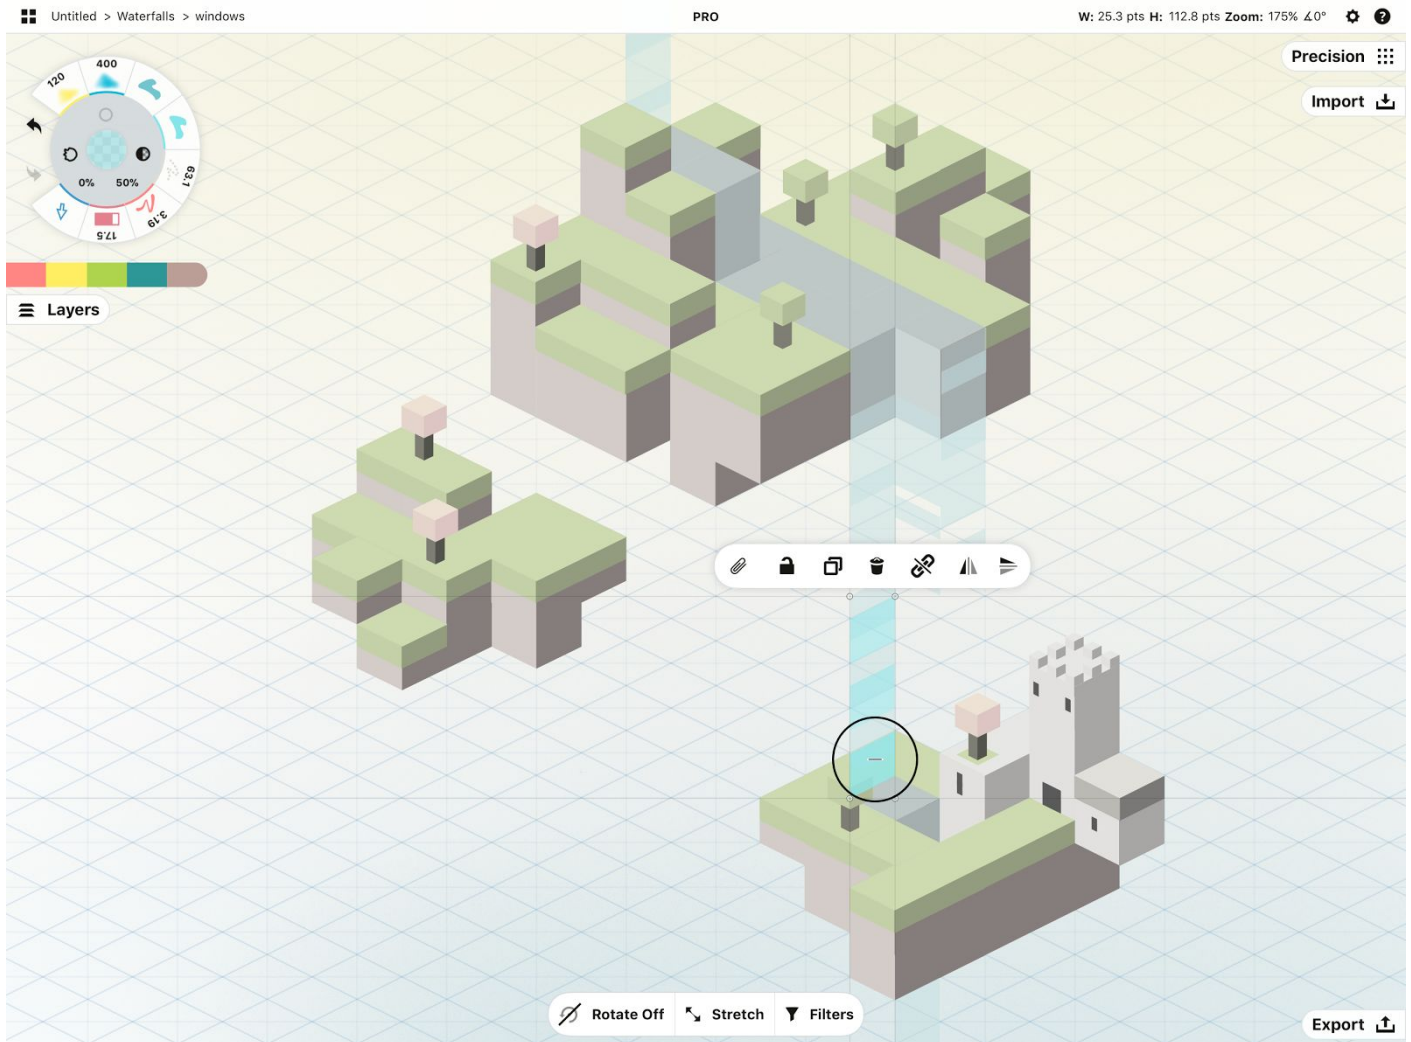 Untitled > Waterfalls > windows
PRO
W: 25.3 pts H: 112.8 pts Zoom: 175% ∡0°
Precision
Import
120
400
63.1
3.19
17.5
0%
50%
Layers
Rotate Off
Stretch
Filters
Export